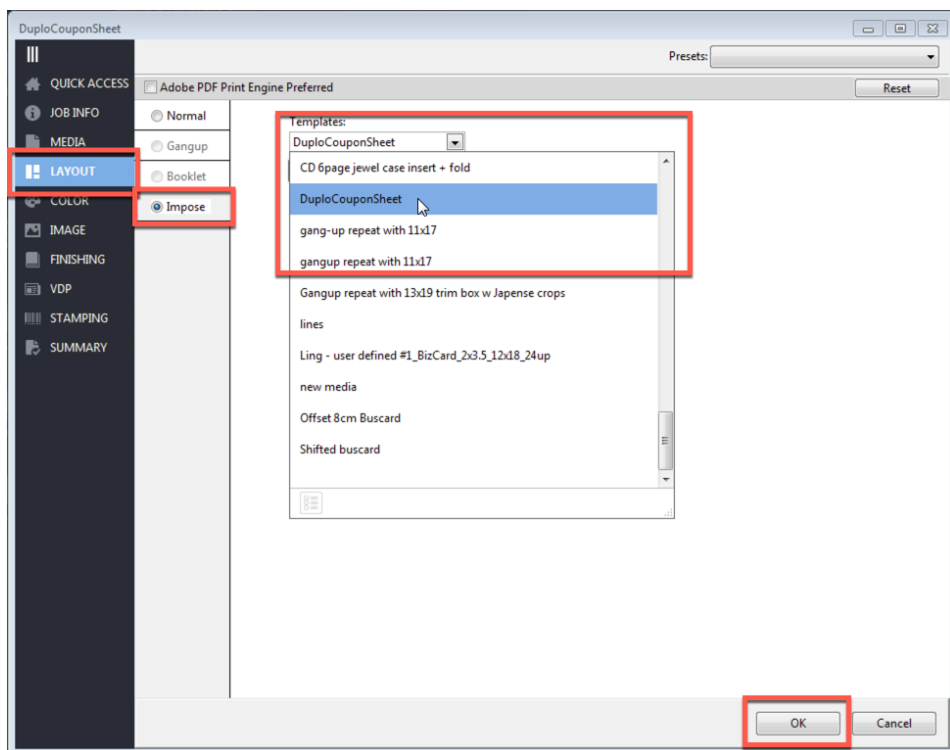 DuploCouponSheet
Presets:
QUICK ACCESS
Adobe PDF Print Engine Preferred
Reset
JOB INFO
Normal
Templates:
MEDIA
Gangup
DuploCouponSheet
LAYOUT
Booklet
CD 6page jewel case insert + fold
COLOR
Impose
DuploCouponSheet
IMAGE
gang-up repeat with 11x17
FINISHING
gangup repeat with 11x17
VDP
Gangup repeat with 13x19 trim box w Japense crops
STAMPING
lines
SUMMARY
Ling - user defined #1_BizCard_2x3.5_12x18_24up
new media
Offset 8cm Buscard
Shifted buscard
OK
Cancel